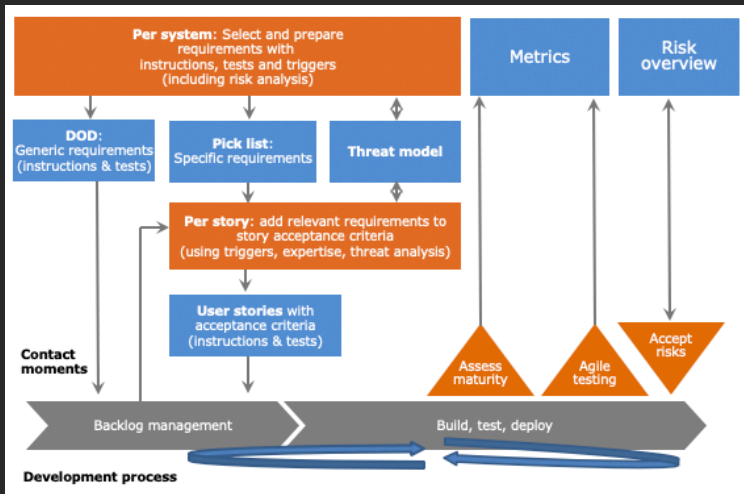 Per system: Select and prepare
requirements with
instructions, tests and triggers
(including risk analysis)
Metrics
Risk
overview
DOD:
Generic requirements
(instructions & tests)
Pick list:
Specific requirements
Threat model
Per story: add relevant requirements to
story acceptance criteria
(using triggers, expertise, threat analysis)
User stories with
acceptance criteria
(instructions & tests)
Contact
moments
Assess
maturity
Agile
testing
Accept
risks
Backlog management
Build, test, deploy
Development process